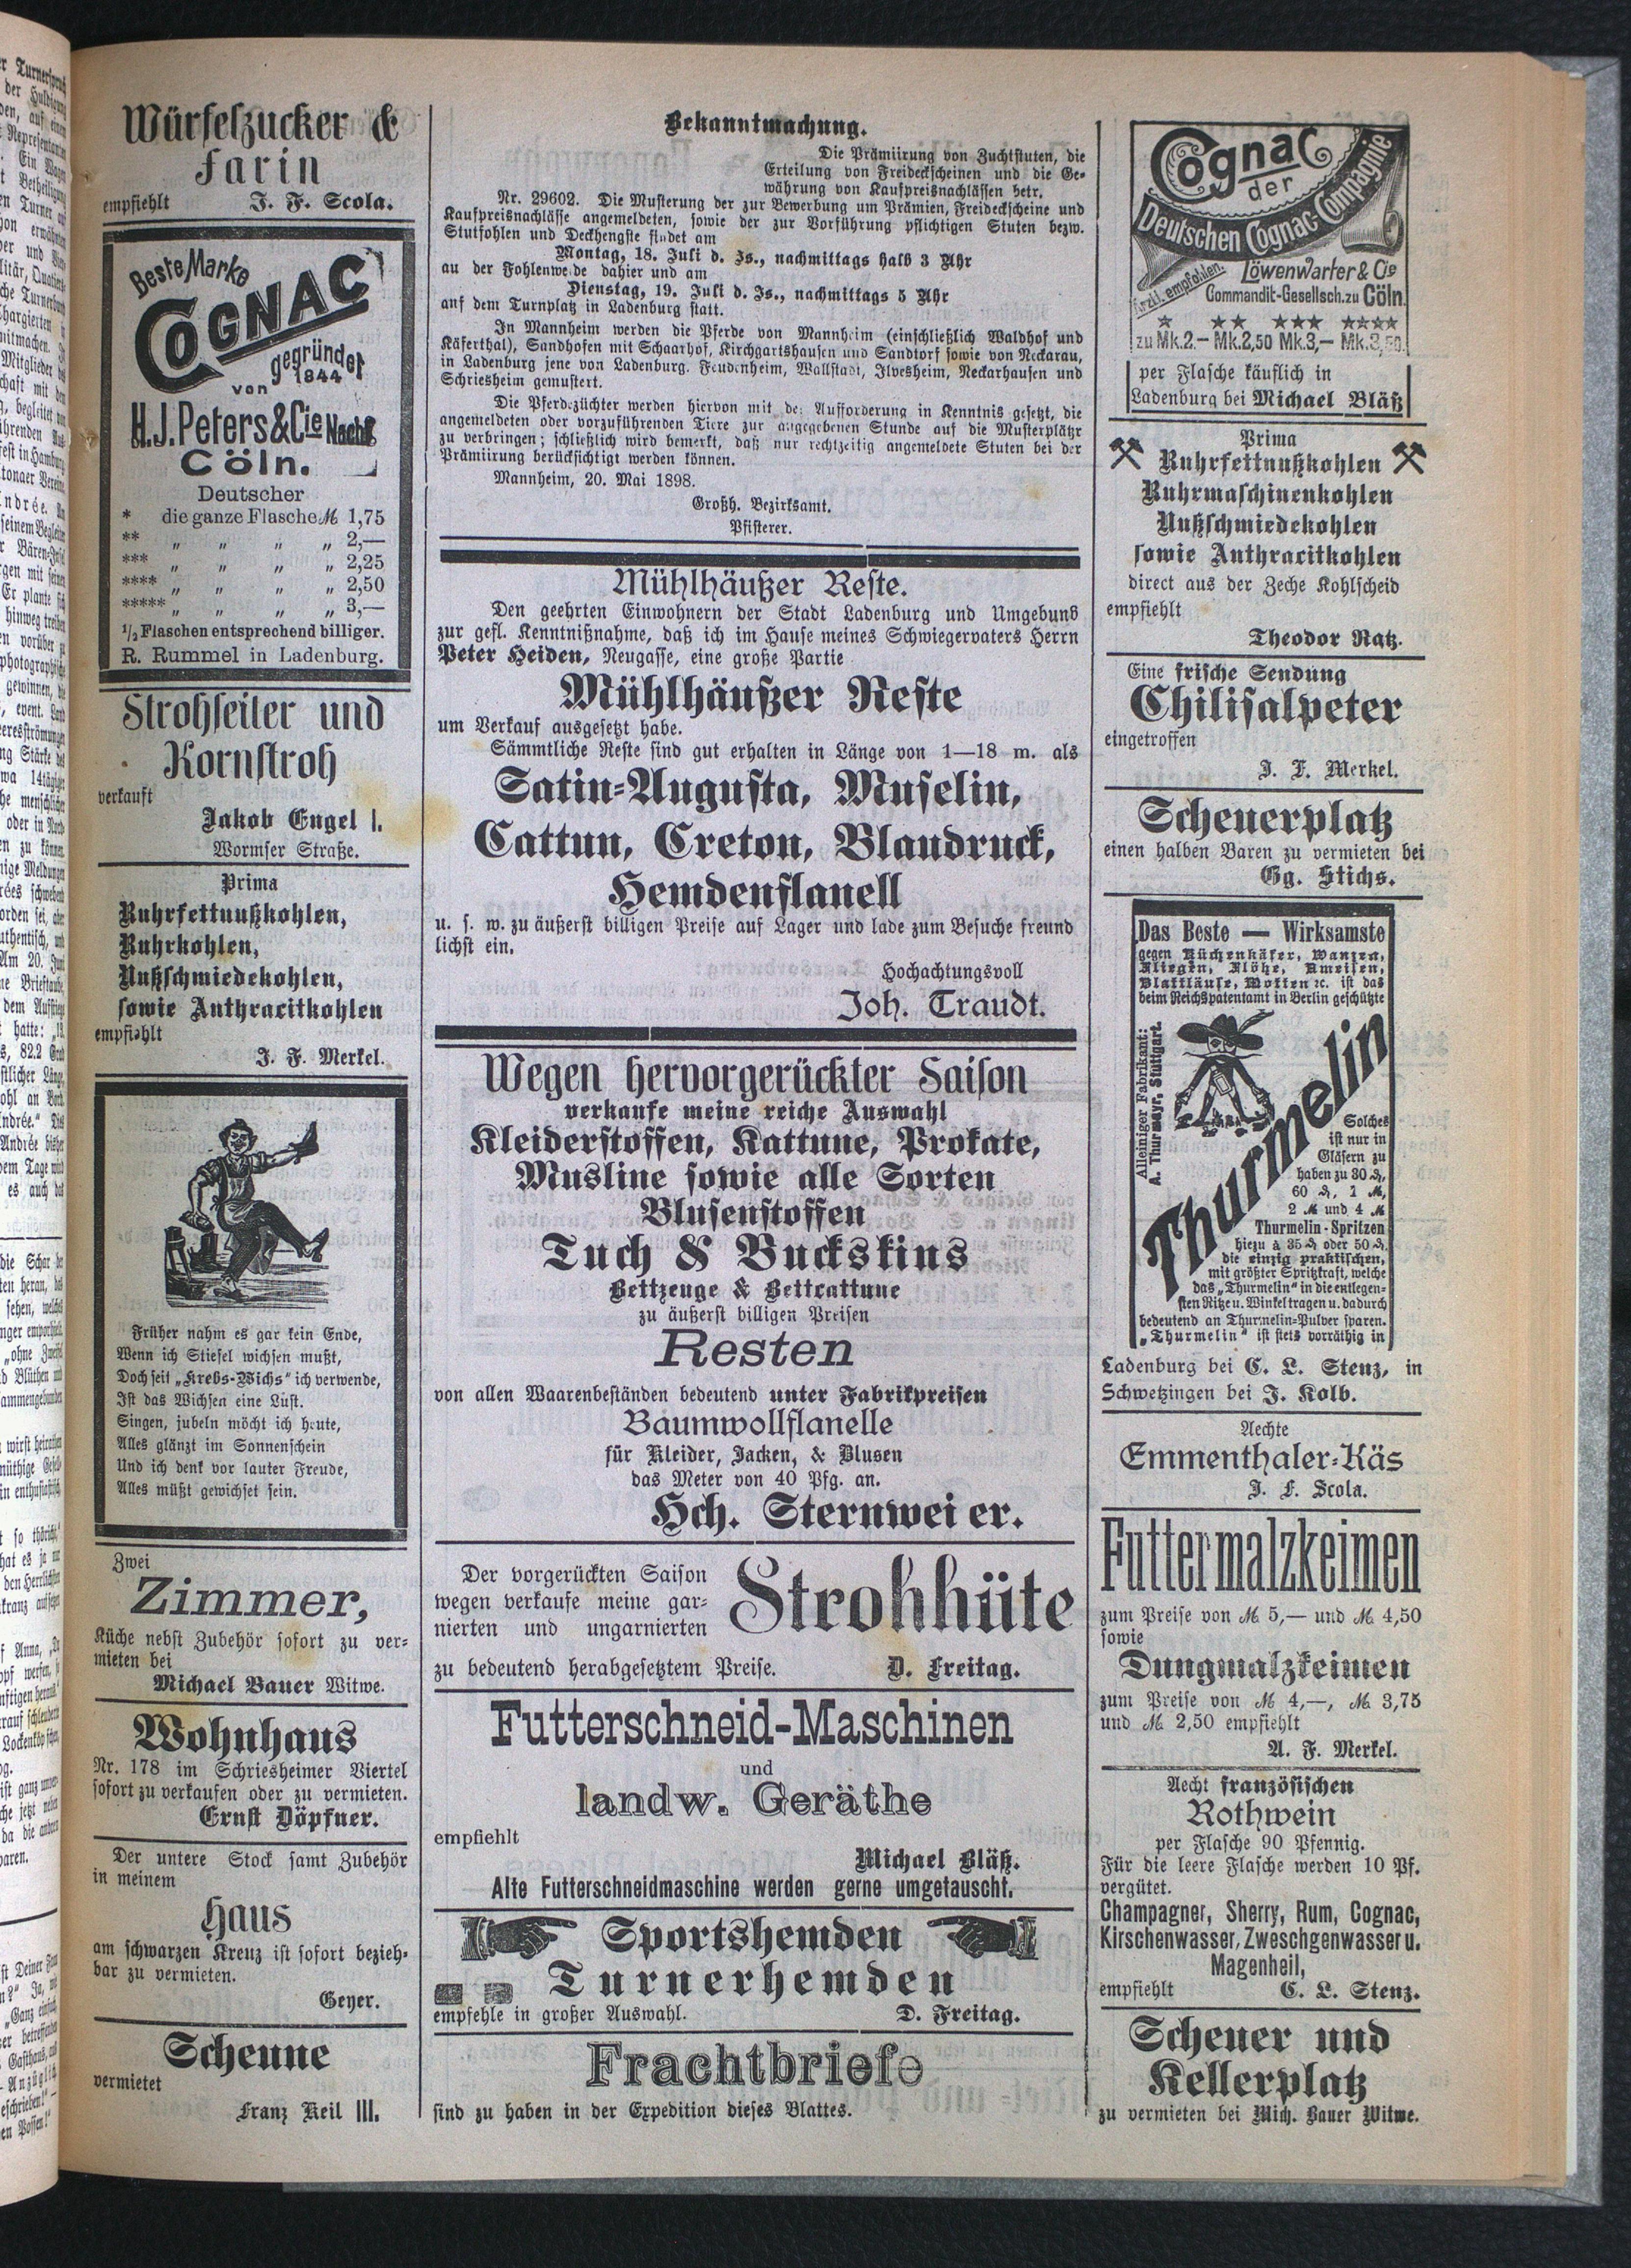 Würfelzucker &
Farin
empfiehlt J. F. Scola.
Beste Marke
COGNAC
gegründet
1844
von
H.J. Peters & Cie Nachf.
Cöln.
Deutscher
* die ganze Flasche M 1,75
** „ „ „ „ 2,—
*** „ „ „ „ 2,25
**** „ „ „ „ 2,50
***** „ „ „ „ 3,—
1/2 Flaschen entsprechend billiger.
R. Rummel in Ladenburg.
Strohseiler und
Kornstroh
verkauft
Jakob Engel I.
Wormser Straße.
Prima
Ruhrfettnußkohlen,
Ruhrkohlen,
Nußschmiedekohlen,
sowie Anthracitkohlen
empfiehlt
J. F. Merkel.
Früher nahm es gar kein Ende,
Wenn ich Stiefel wichsen mußt,
Doch seit „Krebs-Wichs" ich verwende,
Ist das Wichsen eine Lust.
Singen, jubeln möcht ich heute,
Alles glänzt im Sonnenschein
Und ich denk vor lauter Freude,
Alles müßt gewichset sein.
Zwei
Zimmer,
Küche nebst Zubehör sofort zu ver-
mieten bei
Michael Bauer Witwe.
Wohnhaus
Nr. 178 im Schriesheimer Viertel
sofort zu verkaufen oder zu vermieten.
Ernst Döpfner.
Der untere Stock samt Zubehör
in meinem
Haus
am schwarzen Kreuz ist sofort bezieh-
bar zu vermieten.
Geyer.
Scheune
vermietet
Franz Keil III.
Bekanntmachung.
Die Prämiirung von Zuchtstuten, die
Erteilung von Freideckscheinen und die Ge-
währung von Kaufpreisnachlässen betr.
Nr. 29602. Die Musterung der zur Bewerbung um Prämien, Freideckscheine und
Kaufpreisnachlässe angemeldeten, sowie der zur Vorführung pflichtigen Stuten bezw.
Stutfohlen und Deckhengste findet am
Montag, 18. Juli d. Js., nachmittags halb 3 Uhr
an der Fohlenweide dahier und am
Dienstag, 19. Juli d. Js., nachmittags 5 Uhr
auf dem Turnplatz in Ladenburg statt.
In Mannheim werden die Pferde von Mannheim (einschließlich Waldhof und
Käferthal), Sandhofen mit Schaarhof, Kirchgartshausen und Sandtorf sowie von Neckarau,
in Ladenburg jene von Ladenburg. Feudenheim, Wallstadt, Ilvesheim, Neckarhausen und
Schriesheim gemustert.
Die Pferdezüchter werden hiervon mit der Aufforderung in Kenntnis gesetzt, die
angemeldeten oder vorzuführenden Tiere zur angegebenen Stunde auf die Musterplätze
zu verbringen; schließlich wird bemerkt, daß nur rechtzeitig angemeldete Stuten bei der
Prämiirung berücksichtigt werden können.
Mannheim, 20. Mai 1898.
Großh. Bezirksamt.
Pfisterer.
Mühlhäußer Reste.
Den geehrten Einwohnern der Stadt Ladenburg und Umgebung
zur gefl. Kenntnißnahme, daß ich im Hause meines Schwiegervaters Herrn
Peter Heiden, Neugasse, eine große Partie
Mühlhäußer Reste
um Verkauf ausgesetzt habe.
Sämmtliche Reste sind gut erhalten in Länge von 1—18 m. als
Satin-Augusta, Muselin,
Cattun, Creton, Blaudruck,
Hemdenflanell
u. s. w. zu äußerst billigen Preise auf Lager und lade zum Besuche freund
lichst ein.
Hochachtungsvoll
Joh. Traudt.
Wegen hervorgerückter Saison
verkaufe meine reiche Auswahl
Kleiderstoffen, Kattune, Prokate,
Musline sowie alle Sorten
Blusenstoffen
Tuch & Buckskins
Bettzeuge & Bettcattune
zu äußerst billigen Preisen
Resten
von allen Waarenbeständen bedeutend unter Fabrikpreisen
Baumwollflanelle
für Kleider, Jacken, & Blusen
das Meter von 40 Pfg. an.
Hch. Sternweiler.
Der vorgerückten Saison
wegen verkaufe meine gar-
nierten und ungarnierten
Strohhüte
zu bedeutend herabgesetztem Preise. D. Freitag.
Futterschneid-Maschinen
und
landw. Geräthe
empfiehlt
Michael Bläß.
Alte Futterschneidmaschine werden gerne umgetauscht.
Sportshemden
Turnerhemden
empfehle in großer Auswahl. D. Freitag.
Frachtbriefe
sind zu haben in der Expedition dieses Blattes.
Cognac
der
Deutschen Cognac-Compagnie
ärztl. empfohlen. Löwenwarter & Cie
Commandit-Gesellsch. zu Cöln.
★ ★★ ★★★ ★★★★
zu Mk.2.— Mk.2,50 Mk.3,— Mk.3,50.
per Flasche käuflich in
Ladenburg bei Michael Bläß
Prima
Ruhrfettnußkohlen
Ruhrmaschinenkohlen
Nußschmiedekohlen
sowie Anthracitkohlen
direct aus der Zeche Kohlscheid
empfiehlt
Theodor Ratz.
Eine frische Sendung
Chilisalpeter
eingetroffen
J. F. Merkel.
Scheuerplatz
einen halben Baren zu vermieten bei
Gg. Stichs.
Das Beste — Wirksamste
gegen Küchenkäfer, Wanzen,
Fliegen, Flöhe, Ameisen,
Blattläuse, Motten ec. ist das
beim Reichspatentamt in Berlin geschützte
Thurmelin
Alleiniger Fabrikant:
A. Thurmayr, Stuttgart.
Solches
ist nur in
Gläsern zu
haben zu 30 ₰,
60 ₰, 1 M,
2 M und 4 M
Thurmelin-Spritzen
hiezu à 35 ₰ oder 50 ₰,
die einzig praktischen,
mit größter Spritzkraft, welche
das „Thurmelin" in die entlegen-
sten Ritze u. Winkel tragen u. dadurch
bedeutend an Thurmelin-Pulver sparen.
„Thurmelin" ist stets vorräthig in
Ladenburg bei C. L. Stenz, in
Schwetzingen bei J. Kolb.
Aechte
Emmenthaler-Käs
J. F. Scola.
Futtermalzkeimen
zum Preise von M 5,— und M 4,50
sowie
Dungmalzkeimen
zum Preise von M 4,—, M 3,75
und M 2,50 empfiehlt
A. F. Merkel.
Aecht französischen
Rothwein
per Flasche 90 Pfennig.
Für die leere Flasche werden 10 Pf.
vergütet.
Champagner, Sherry, Rum, Cognac,
Kirschenwasser, Zweschgenwasser u.
Magenheil,
empfiehlt C. L. Stenz.
Scheuer und
Kellerplatz
zu vermieten bei Mich. Bauer Witwe.